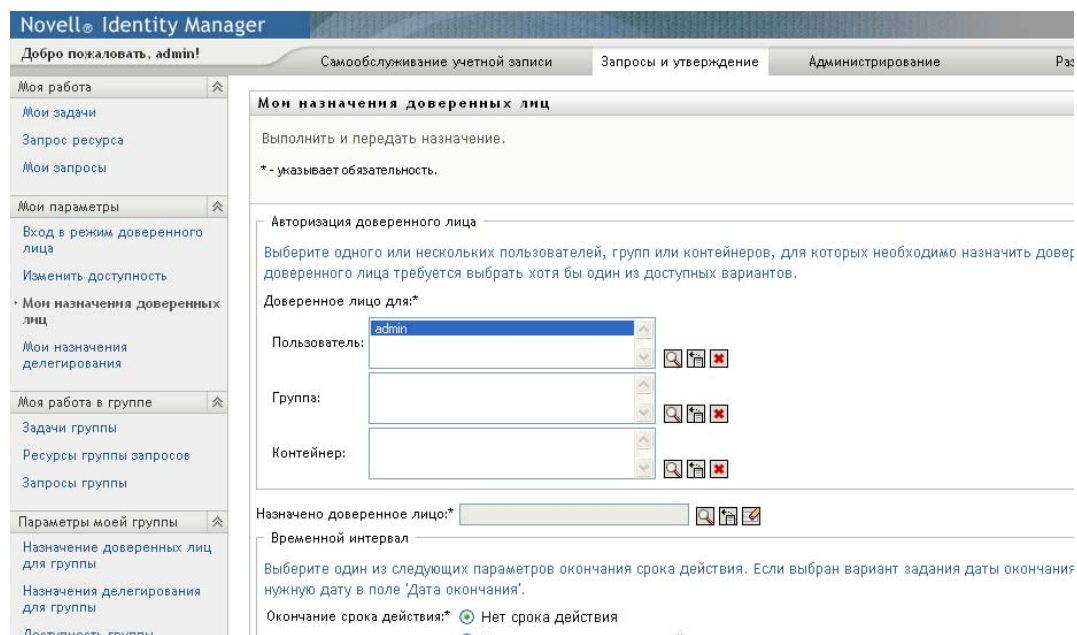 Novell® Identity Manager
Добро пожаловать, admin!
Самообслуживание учетной записи
Запросы и утверждение
Администрирование
Раз
Моя работа
Мои задачи
Запрос ресурса
Мои запросы
Мои параметры
Вход в режим доверенного
лица
Изменить доступность
Мои назначения доверенных
лиц
Мои назначения
делегирования
Моя работа в группе
Задачи группы
Ресурсы группы запросов
Запросы группы
Параметры моей группы
Назначение доверенных лиц
для группы
Назначения делегирования
для группы
Доступность группы
Мои назначения доверенных лиц
Выполнить и передать назначение.
* - указывает обязательность.
Авторизация доверенного лица
Выберите одного или нескольких пользователей, групп или контейнеров, для которых необходимо назначить довер
доверенного лица требуется выбрать хотя бы один из доступных вариантов.
Доверенное лицо для:*
Пользователь:
admin
Группа:
Контейнер:
Назначено доверенное лицо:*
Временной интервал
Выберите один из следующих параметров окончания срока действия. Если выбран вариант задания даты окончания
нужную дату в поле 'Дата окончания'.
Окончание срока действия:* Нет срока действия